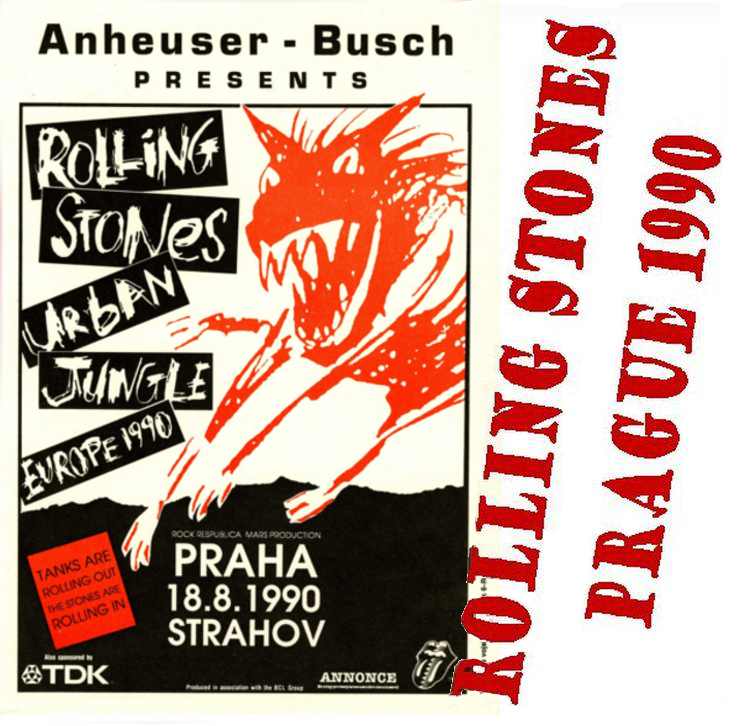 Anheuser - Busch
PRESENTS
ROLLING
STONES
URBAN
JUNGLE
EUROPE 1990
ROCK RESPUBLICA MARS PRODUCTION
PRAHA
18.8.1990
STRAHOV
TANKS ARE
ROLLING OUT
THE STONES ARE
ROLLING IN
Also sponsored by
TDK
Produced in association with the BCL Group
ANNONCE
ROLLING STONES
PRAGUE 1990